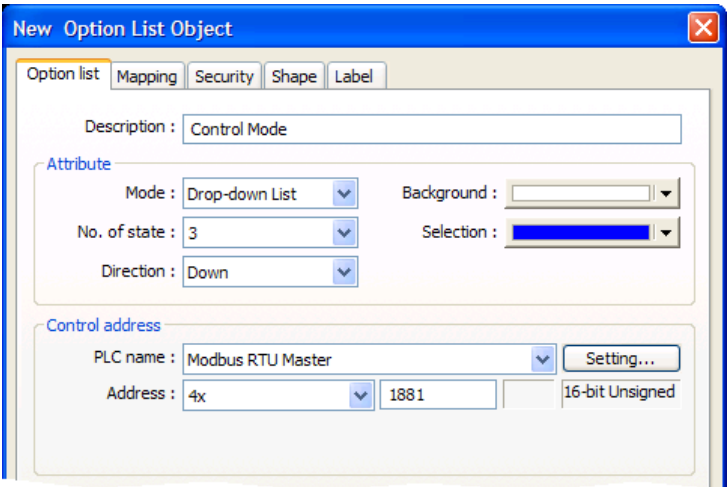 New Option List Object
Option list Mapping Security Shape Label
Description : Control Mode
Attribute
Mode : Drop-down List Background :
No. of state : 3 Selection :
Direction : Down
Control address
PLC name : Modbus RTU Master Setting...
Address : 4x 1881 16-bit Unsigned